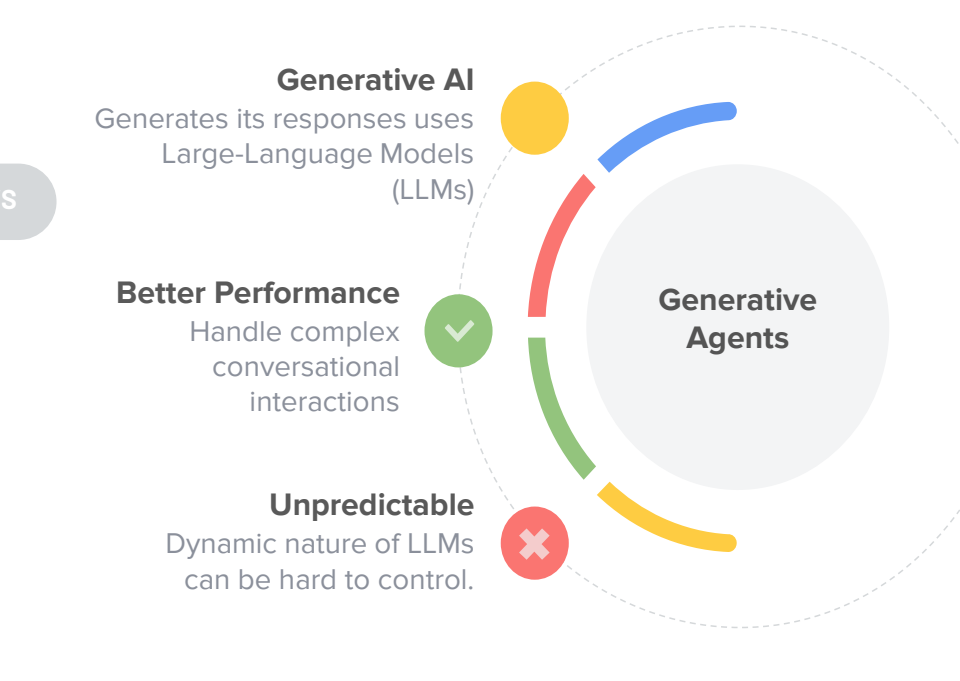 Generative AI
Generates its responses uses
Large-Language Models
(LLMs)
S
Better Performance
Handle complex
conversational
interactions
Generative
Agents
Unpredictable
Dynamic nature of LLMs
can be hard to control.